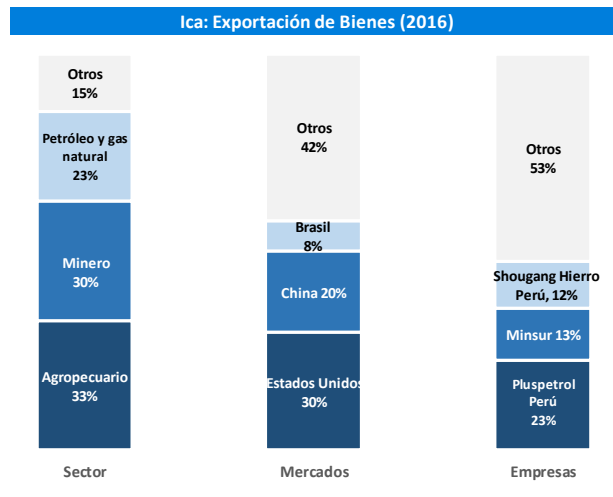 Ica: Exportación de Bienes (2016)
Otros
15%
Petróleo y gas
natural
23%
Minero
30%
Agropecuario
33%
Sector
Otros
42%
Brasil
8%
China 20%
Estados Unidos
30%
Mercados
Otros
53%
Shougang Hierro
Perú, 12%
Minsur 13%
Pluspetrol
Perú
23%
Empresas